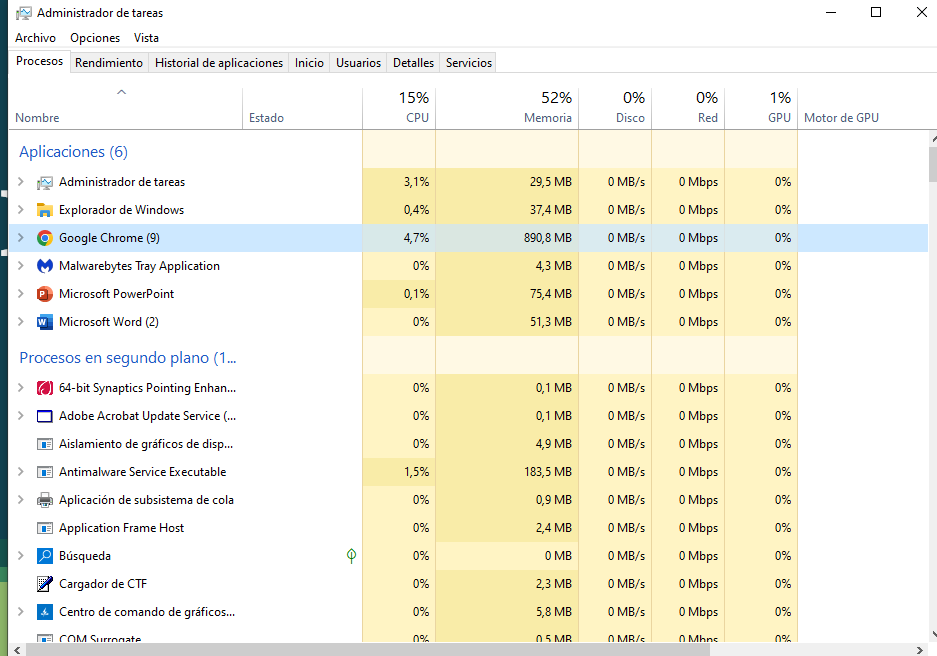 Administrador de tareas
Archivo Opciones Vista
Procesos Rendimiento Historial de aplicaciones Inicio Usuarios Detalles Servicios
15% 52% 0% 0% 1%
Nombre Estado CPU Memoria Disco Red GPU Motor de GPU
Aplicaciones (6)
Administrador de tareas 3,1% 29,5 MB 0 MB/s 0 Mbps 0%
Explorador de Windows 0,4% 37,4 MB 0 MB/s 0 Mbps 0%
Google Chrome (9) 4,7% 890,8 MB 0 MB/s 0 Mbps 0%
Malwarebytes Tray Application 0% 4,3 MB 0 MB/s 0 Mbps 0%
Microsoft PowerPoint 0,1% 75,4 MB 0 MB/s 0 Mbps 0%
Microsoft Word (2) 0% 51,3 MB 0 MB/s 0 Mbps 0%
Procesos en segundo plano (1...
64-bit Synaptics Pointing Enhan... 0% 0,1 MB 0 MB/s 0 Mbps 0%
Adobe Acrobat Update Service (... 0% 0,1 MB 0 MB/s 0 Mbps 0%
Aislamiento de gráficos de disp... 0% 4,9 MB 0 MB/s 0 Mbps 0%
Antimalware Service Executable 1,5% 183,5 MB 0 MB/s 0 Mbps 0%
Aplicación de subsistema de cola 0% 0,9 MB 0 MB/s 0 Mbps 0%
Application Frame Host 0% 2,4 MB 0 MB/s 0 Mbps 0%
Búsqueda 0% 0 MB 0 MB/s 0 Mbps 0%
Cargador de CTF 0% 2,3 MB 0 MB/s 0 Mbps 0%
Centro de comando de gráficos... 0% 5,8 MB 0 MB/s 0 Mbps 0%
COM Surrogate 0% 0,5 MB 0 MB/s 0 Mbps 0%